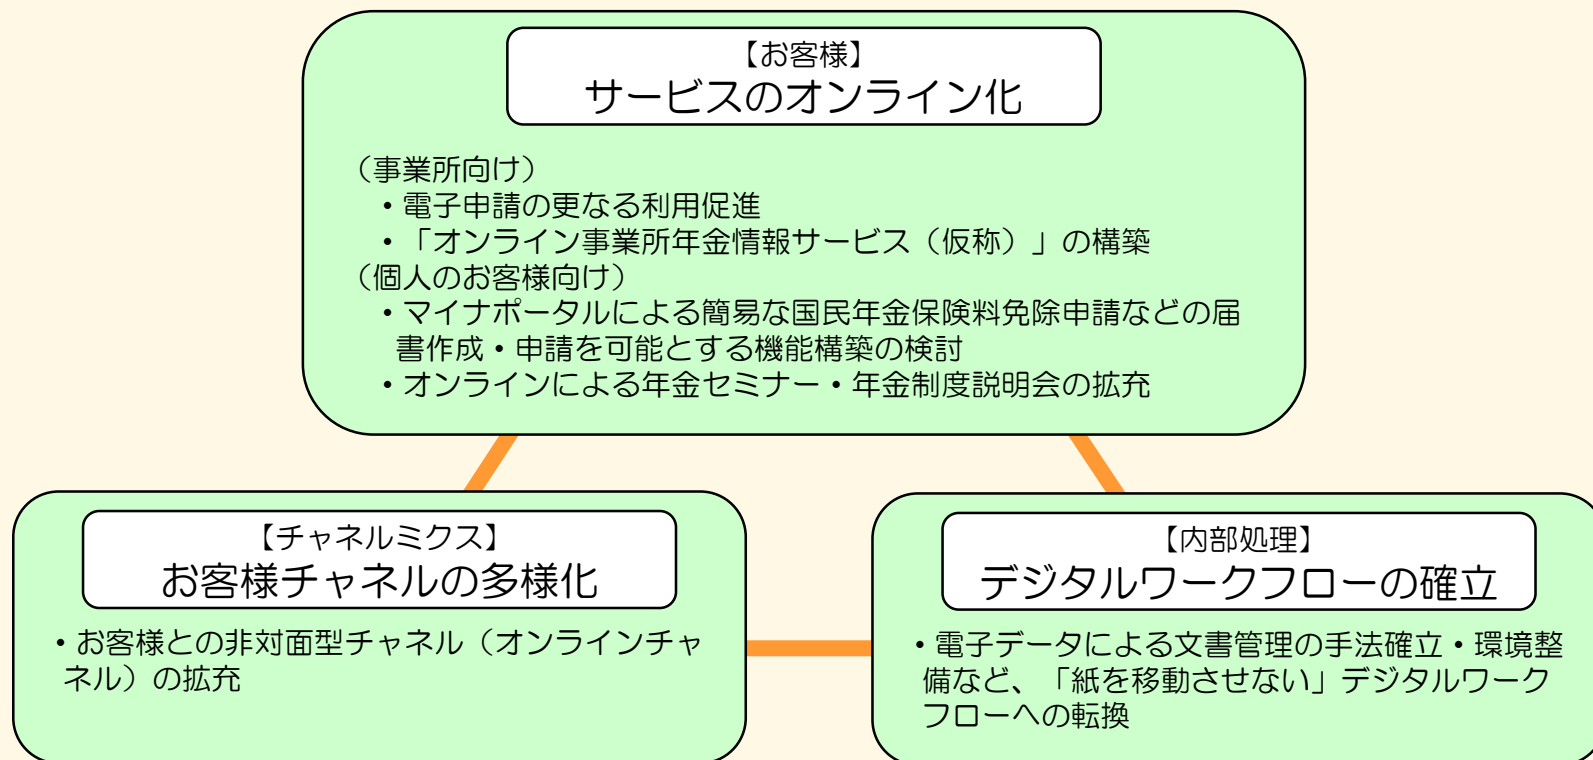 【お客様】
サービスのオンライン化
（事業所向け）
・電子申請の更なる利用促進
・「オンライン事業所年金情報サービス（仮称）」の構築
（個人のお客様向け）
・マイナポータルによる簡易な国民年金保険料免除申請などの届
書作成・申請を可能とする機能構築の検討
・オンラインによる年金セミナー・年金制度説明会の拡充
【チャネルミクス】
お客様チャネルの多様化
・お客様との非対面型チャネル（オンラインチャ
ネル）の拡充
【内部処理】
デジタルワークフローの確立
・電子データによる文書管理の手法確立・環境整
備など、「紙を移動させない」デジタルワーク
フローへの転換